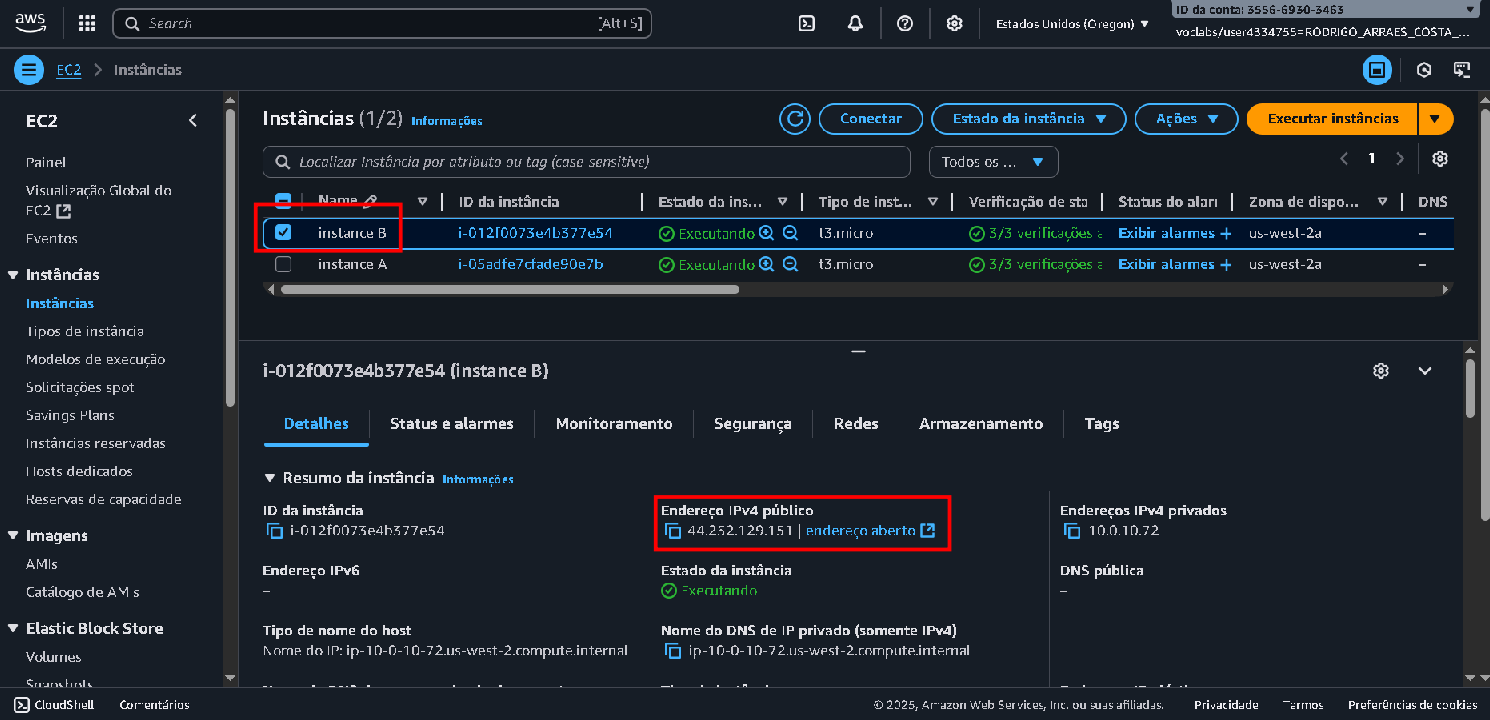 aws
Search
[Alt+S]
Estados Unidos (Oregon)
ID da conta: 3556-6930-3463
voclabs/user4334755=RODRIGO_ARRAES_COSTA_...
EC2
Instâncias
EC2
Painel
Visualização Global do
EC2
Eventos
Instâncias
Instâncias
Tipos de instância
Modelos de execução
Solicitações spot
Savings Plans
Instâncias reservadas
Hosts dedicados
Reservas de capacidade
Imagens
AMIs
Catálogo de AMIs
Elastic Block Store
Volumes
Snapshots
Instâncias (1/2) Informações
Conectar
Estado da instância
Ações
Executar instâncias
Localizar Instância por atributo ou tag (case-sensitive)
Todos os ...
1
Name
ID da instância
Estado da ins...
Tipo de inst...
Verificação de sta
Status do aları
Zona de dispo...
DNS
instance B
i-012f0073e4b377e54
Executando
t3.micro
3/3 verificações a
Exibir alarmes +
us-west-2a
–
instance A
i-05adfe7cfade90e7b
Executando
t3.micro
3/3 verificações a
Exibir alarmes +
us-west-2a
–
i-012f0073e4b377e54 (instance B)
Detalhes
Status e alarmes
Monitoramento
Segurança
Redes
Armazenamento
Tags
Resumo da instância Informações
ID da instância
i-012f0073e4b377e54
Endereço IPv4 público
44.252.129.151 | endereço aberto
Endereços IPv4 privados
10.0.10.72
Endereço IPv6
–
Estado da instância
Executando
DNS pública
–
Tipo de nome do host
Nome do IP: ip-10-0-10-72.us-west-2.compute.internal
Nome do DNS de IP privado (somente IPv4)
ip-10-0-10-72.us-west-2.compute.internal
CloudShell
Comentários
© 2025, Amazon Web Services, Inc. ou suas afiliadas.
Privacidade
Termos
Preferências de cookies